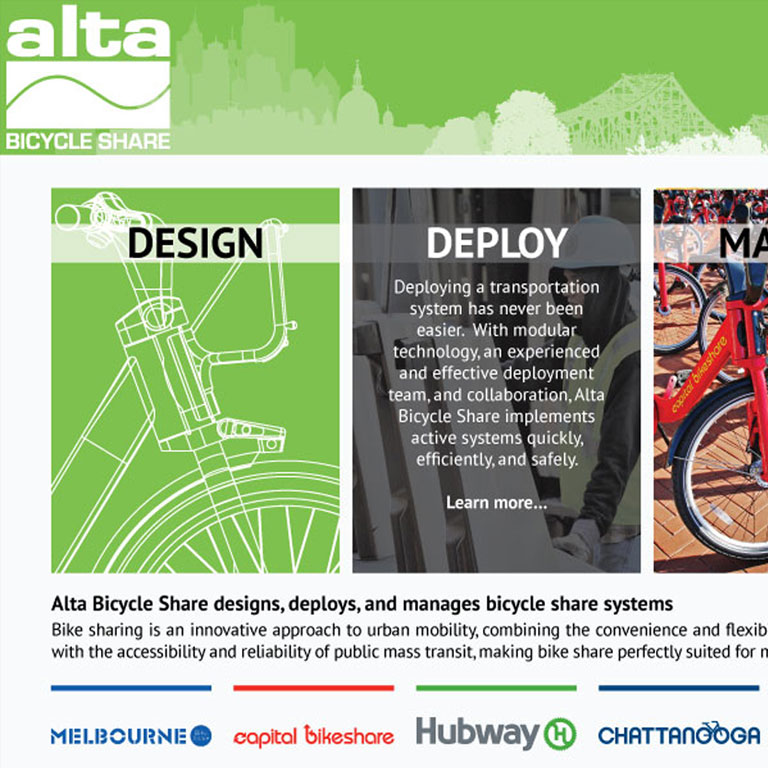 alta
BICYCLE SHARE
DESIGN
DEPLOY
Deploying a transportation
system has never been
easier. With modular
technology, an experienced
and effective deployment
team, and collaboration, Alta
Bicycle Share implements
active systems quickly,
efficiently, and safely.
Learn more...
MA
capital bikeshare
Alta Bicycle Share designs, deploys, and manages bicycle share systems
Bike sharing is an innovative approach to urban mobility, combining the convenience and flexib
with the accessibility and reliability of public mass transit, making bike share perfectly suited for m
MELBOURNE
capital bikeshare
Hubway H
CHATTANOOGA